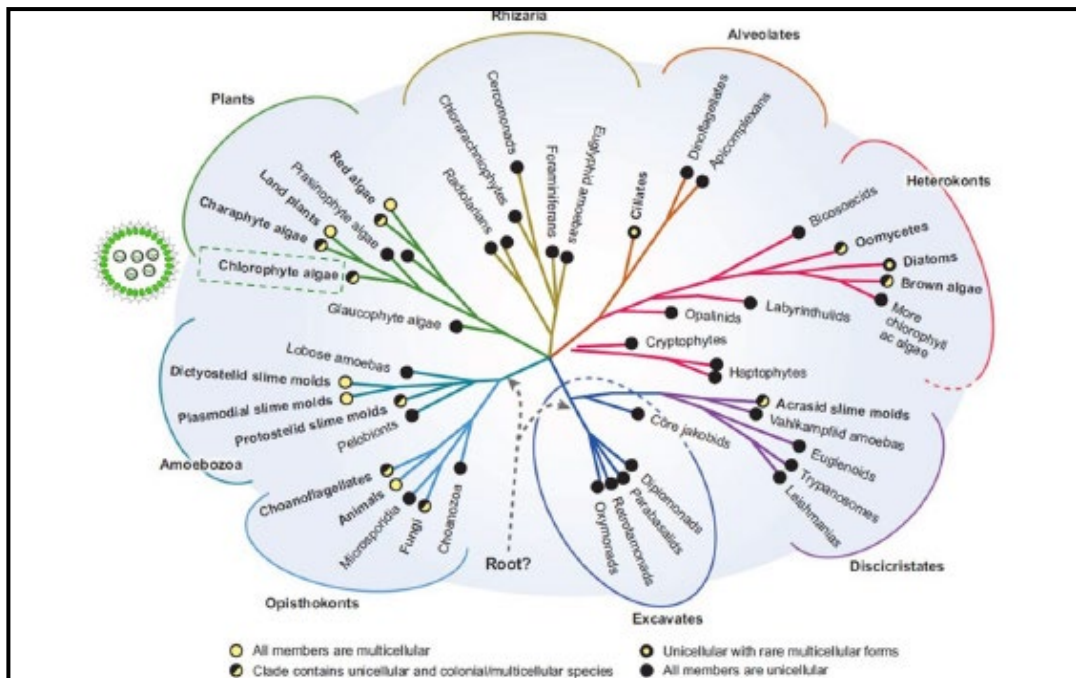 Rhizaria
Alveolates
Plants
Heterokonts
Cercomonads
Chlorarachniophytes
Radiolarians
Foraminiferans
Euglyphid amoebas
Ciliates
Dinoflagellates
Apicomplexans
Red algae
Prasinophyte algae
Land plants
Charaphyte algae
Chlorophyte algae
Glaucophyte algae
Bicosoecids
Oomycetes
Diatoms
Brown algae
More
chlorophyll
ac algae
Labyrinthulids
Opalinids
Cryptophytes
Haptophytes
Lobose amoebas
Dictyostelid slime molds
Plasmodial slime molds
Protostelid slime molds
Pelobionts
Amoebozoa
Acrasid slime molds
Vahlkampfiid amoebas
Euglenoids
Trypanosomes
Leishmanias
Discicristates
Core jakobids
Diplomonads
Parabasalids
Retrotamonads
Oxymonads
Excavates
Choanoflagellates
Animals
Microsporidia
Fungi
Choanozoa
Opisthokonts
Root?
All members are multicellular
Clade contains unicellular and colonial/multicellular species
Unicellular with rare multicellular forms
All members are unicellular